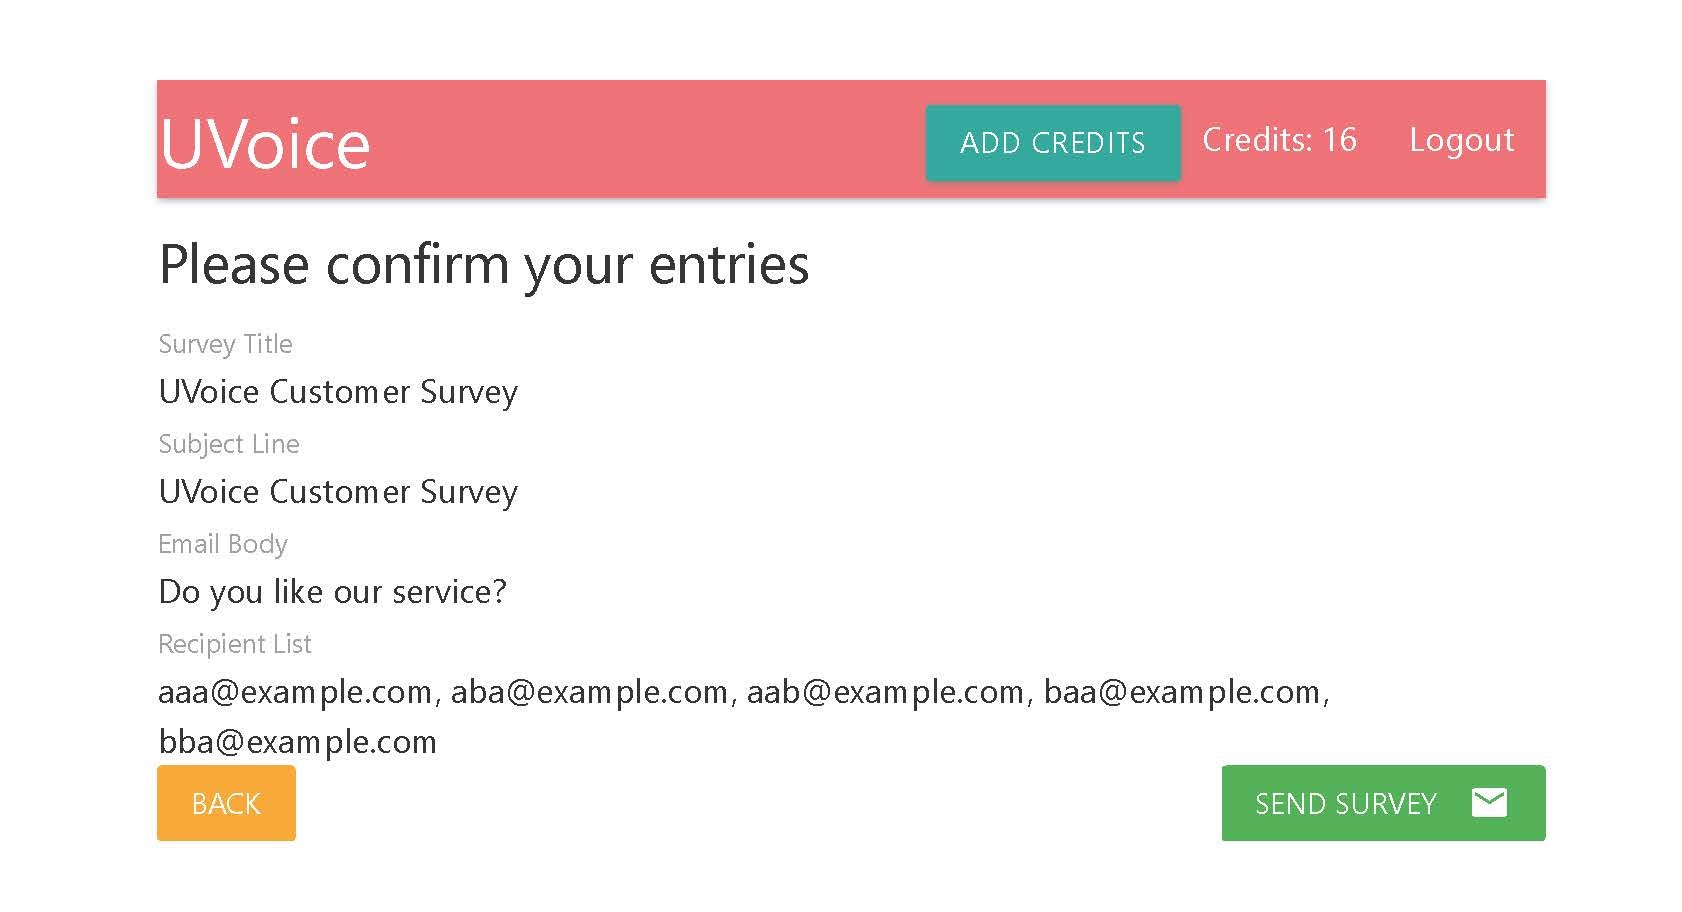 UVoice
ADD CREDITS
Credits: 16
Logout
Please confirm your entries
Survey Title
UVoice Customer Survey
Subject Line
UVoice Customer Survey
Email Body
Do you like our service?
Recipient List
aaa@example.com, aba@example.com, aab@example.com, baa@example.com,
bba@example.com
BACK
SEND SURVEY